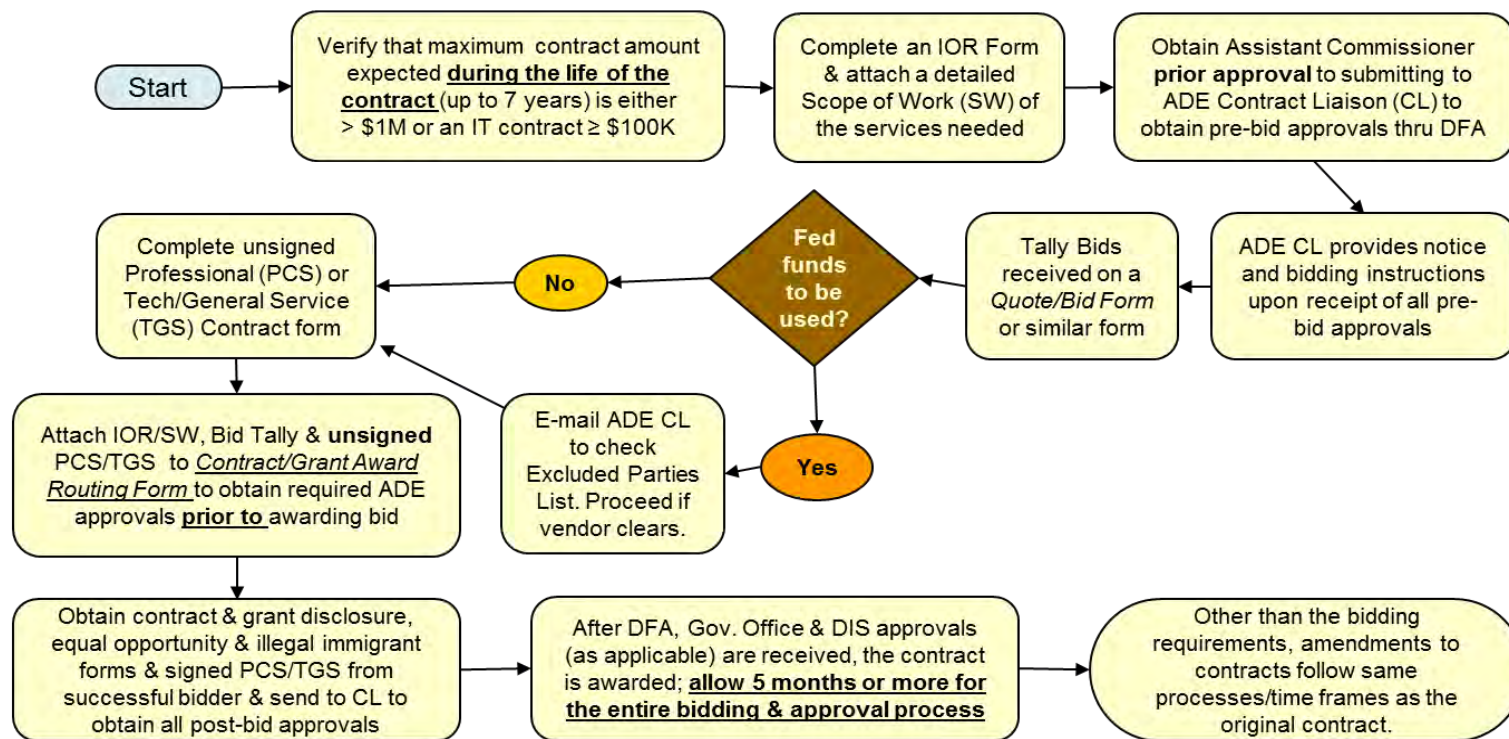 Start
Verify that maximum contract amount
expected during the life of the
contract (up to 7 years) is either
> $1M or an IT contract ≥ $100K
Complete an IOR Form
& attach a detailed
Scope of Work (SW) of
the services needed
Obtain Assistant Commissioner
prior approval to submitting to
ADE Contract Liaison (CL) to
obtain pre-bid approvals thru DFA
ADE CL provides notice
and bidding instructions
upon receipt of all pre-
bid approvals
Tally Bids
received on a
Quote/Bid Form
or similar form
Fed
funds
to be
used?
No
Yes
E-mail ADE CL
to check
Excluded Parties
List. Proceed if
vendor clears.
Complete unsigned
Professional (PCS) or
Tech/General Service
(TGS) Contract form
Attach IOR/SW, Bid Tally & unsigned
PCS/TGS to Contract/Grant Award
Routing Form to obtain required ADE
approvals prior to awarding bid
Obtain contract & grant disclosure,
equal opportunity & illegal immigrant
forms & signed PCS/TGS from
successful bidder & send to CL to
obtain all post-bid approvals
After DFA, Gov. Office & DIS approvals
(as applicable) are received, the contract
is awarded; allow 5 months or more for
the entire bidding & approval process
Other than the bidding
requirements, amendments to
contracts follow same
processes/time frames as the
original contract.